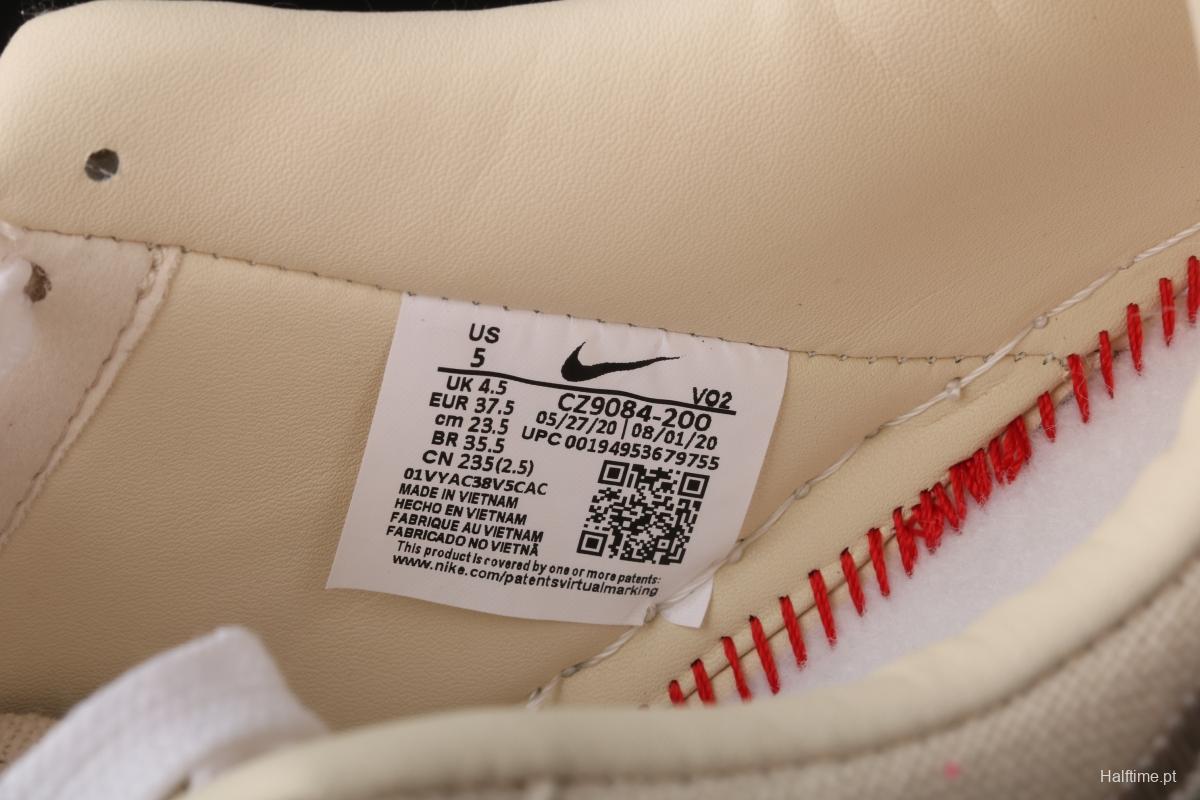 US
5
VO2
UK 4.5
EUR 37.5
cm 23.5
BR 35.5
CN 235(2.5)
CZ9084-200
05/27/20 | 08/01/20
UPC 00194953679755
01VYAC38V5CAC
MADE IN VIETNAM
HECHO EN VIETNAM
FABRIQUE AU VIETNAM
FABRICADO NO VIETNÃ
This product is covered by one or more patents:
www.nike.com/patentsvirtualmarking
Halftime.pt